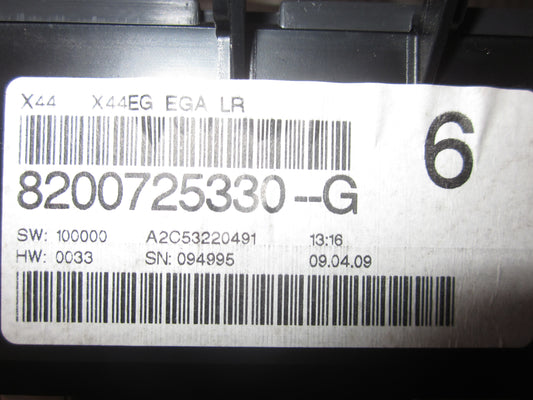 X44 X44EG EGA LR
6
8200725330--G
SW: 100000 A2C53220491 13:16
HW: 0033 SN: 094995 09.04.09